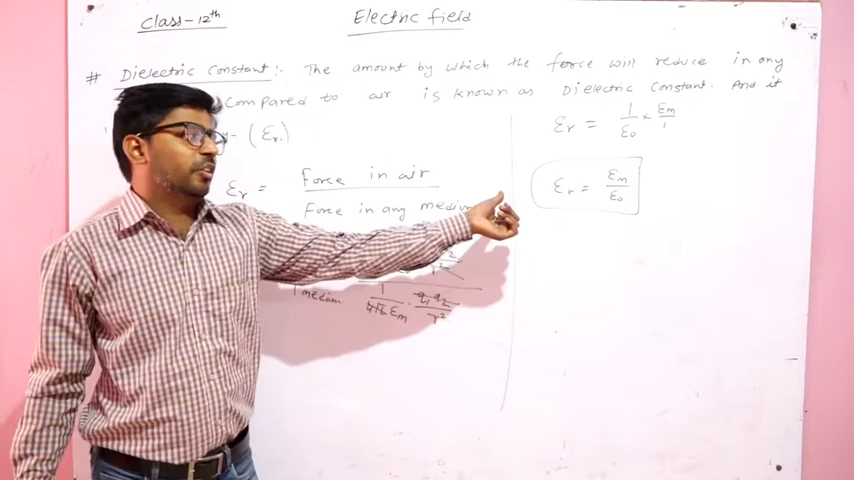 Class-12th
Electric field
# Dielectric Constant:- The amount by which the force will reduce in any
Compared to air is known as Dielectric Constant. And it
(εr)
εr = 1/ε0 × εm/1
εr = Force in air / Force in any medium
εr = εm/ε0
medium
1/4πεm · q1q2/r²